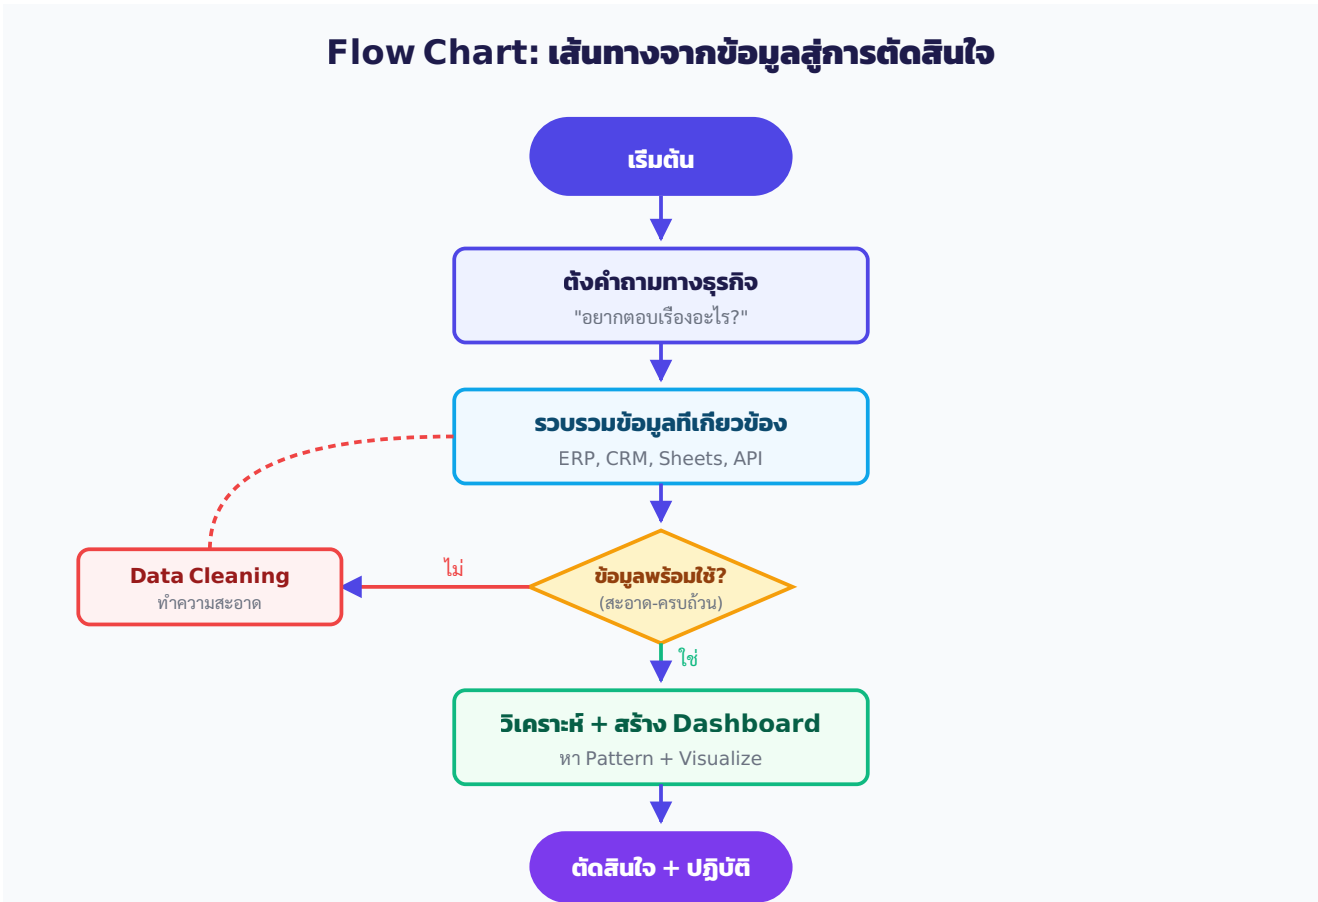 Flow Chart: เส้นทางจากข้อมูลสู่การตัดสินใจ
เริ่มต้น
ตั้งคำถามทางธุรกิจ
"อยากตอบเรื่องอะไร?"
รวบรวมข้อมูลที่เกี่ยวข้อง
ERP, CRM, Sheets, API
ข้อมูลพร้อมใช้?
(สะอาด-ครบถ้วน)
ไม่
Data Cleaning
ทำความสะอาด
ใช่
วิเคราะห์ + สร้าง Dashboard
หา Pattern + Visualize
ตัดสินใจ + ปฏิบัติ